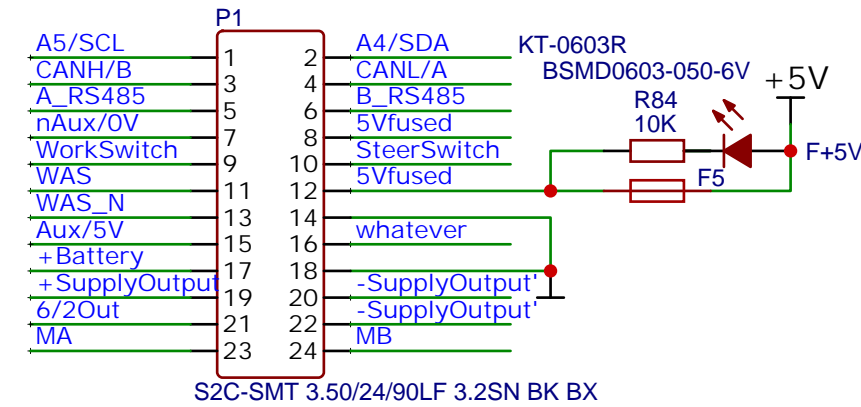 P1
A5/SCL 1 2 A4/SDA
CANH/B 3 4 CANL/A
A_RS485 5 6 B_RS485
nAux/0V 7 8 5Vfused
WorkSwitch 9 10 SteerSwitch
WAS 11 12 5Vfused
WAS_N 13 14
Aux/5V 15 16 whatever
+Battery 17 18
+SupplyOutput 19 20 -SupplyOutput'
6/2Out 21 22 -SupplyOutput'
MA 23 24 MB
S2C-SMT 3.50/24/90LF 3.2SN BK BX
KT-0603R
BSMD0603-050-6V
+5V
R84
10K
F+5V
F5